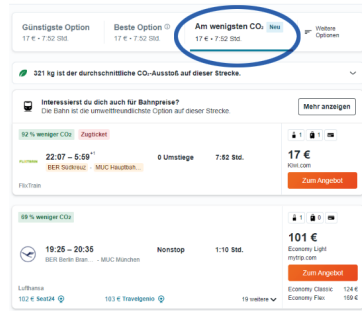 Günstigste Option
17 € • 7:52 Std.
Beste Option
17 € • 7:52 Std.
Am wenigsten CO₂ Neu
17 € • 7:52 Std.
Weitere
Optionen
321 kg ist der durchschnittliche CO₂-Ausstoß auf dieser Strecke.
Interessierst du dich auch für Bahnpreise?
Die Bahn ist die umweltfreundlichste Option auf dieser Strecke.
Mehr anzeigen
92 % weniger CO₂ Zugticket
22:07 – 5:59⁺¹
BER Südkreuz - MUC Hauptbah...
0 Umstiege
7:52 Std.
FlixTrain
1 1
17 €
Kiwi.com
Zum Angebot
69 % weniger CO₂
19:25 – 20:35
BER Berlin Bran... - MUC München
Nonstop
1:10 Std.
Lufthansa
102 € Seat24
103 € Travelgenio
19 weitere
1 0
101 €
Economy Light
mytrip.com
Zum Angebot
Economy Classic 124 €
Economy Flex 169 €